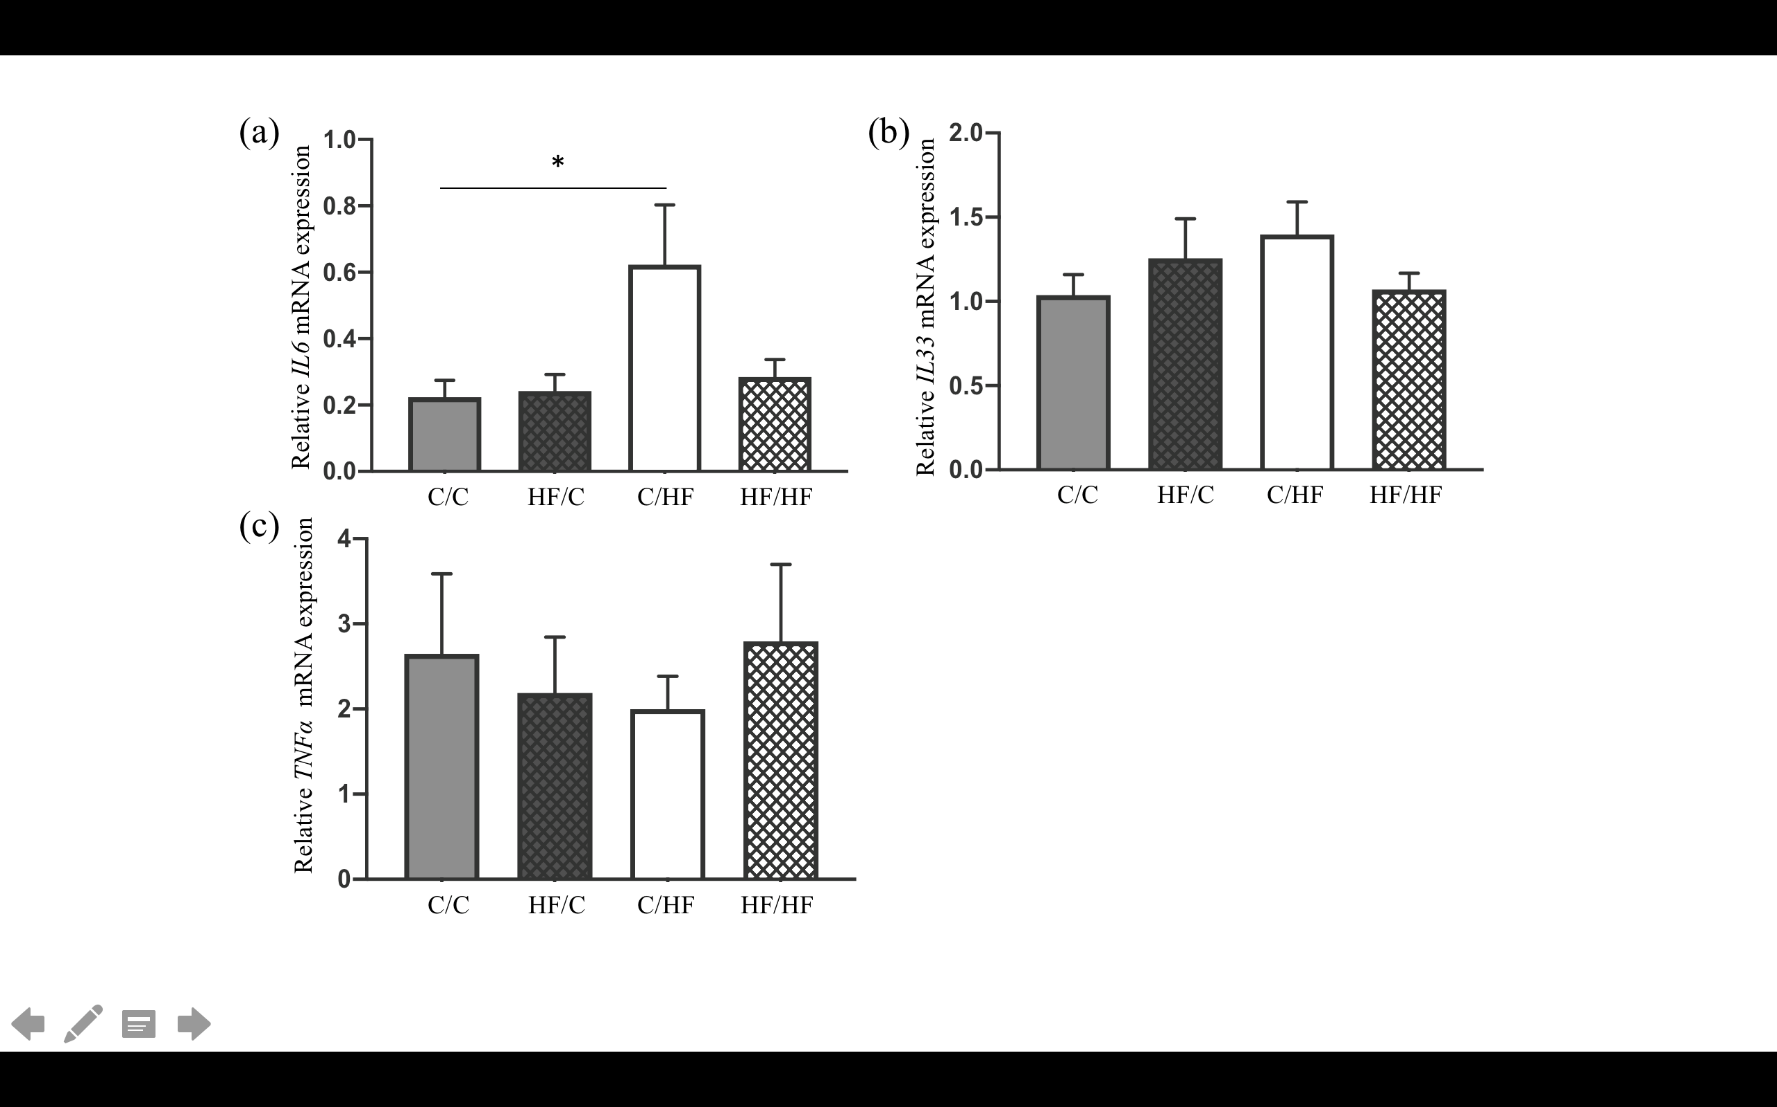 (a)
Relative IL6 mRNA expression
1.0
0.8
0.6
0.4
0.2
0.0
*
C/C HF/C C/HF HF/HF
(b)
Relative IL33 mRNA expression
2.0
1.5
1.0
0.5
0.0
C/C HF/C C/HF HF/HF
(c)
Relative TNFα mRNA expression
4
3
2
1
0
C/C HF/C C/HF HF/HF